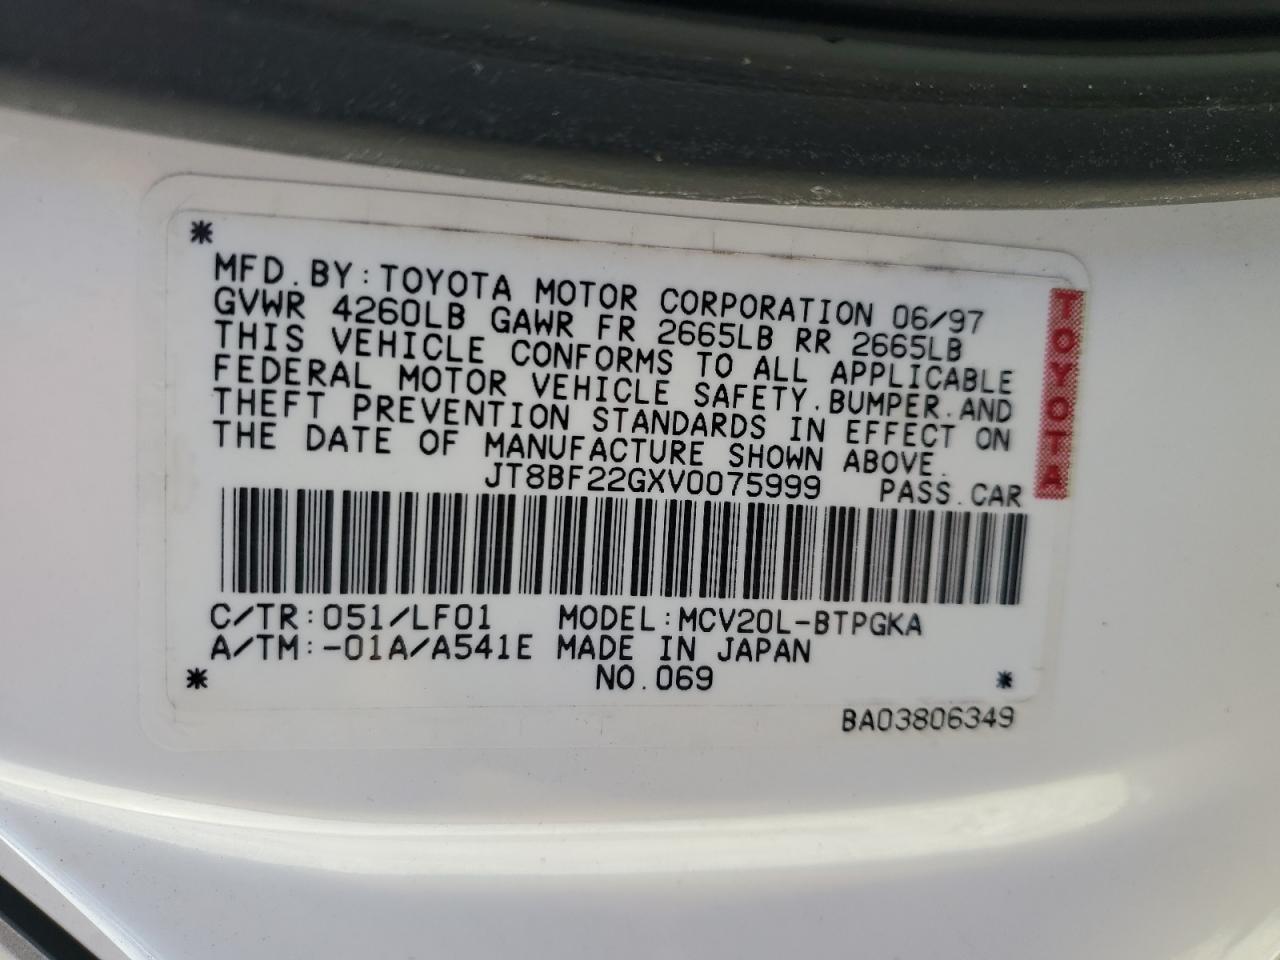 *
MFD. BY: TOYOTA MOTOR CORPORATION 06/97
GVWR 4260LB GAWR FR 2665LB RR 2665LB
THIS VEHICLE CONFORMS TO ALL APPLICABLE
FEDERAL MOTOR VEHICLE SAFETY, BUMPER, AND
THEFT PREVENTION STANDARDS IN EFFECT ON
THE DATE OF MANUFACTURE SHOWN ABOVE.
JT8BF22GXV0075999 PASS. CAR
TOYOTA
C/TR: 051/LF01 MODEL: MCV20L-BTPGKA
A/TM: -01A/A541E MADE IN JAPAN
* NO. 069 *
BA03806349